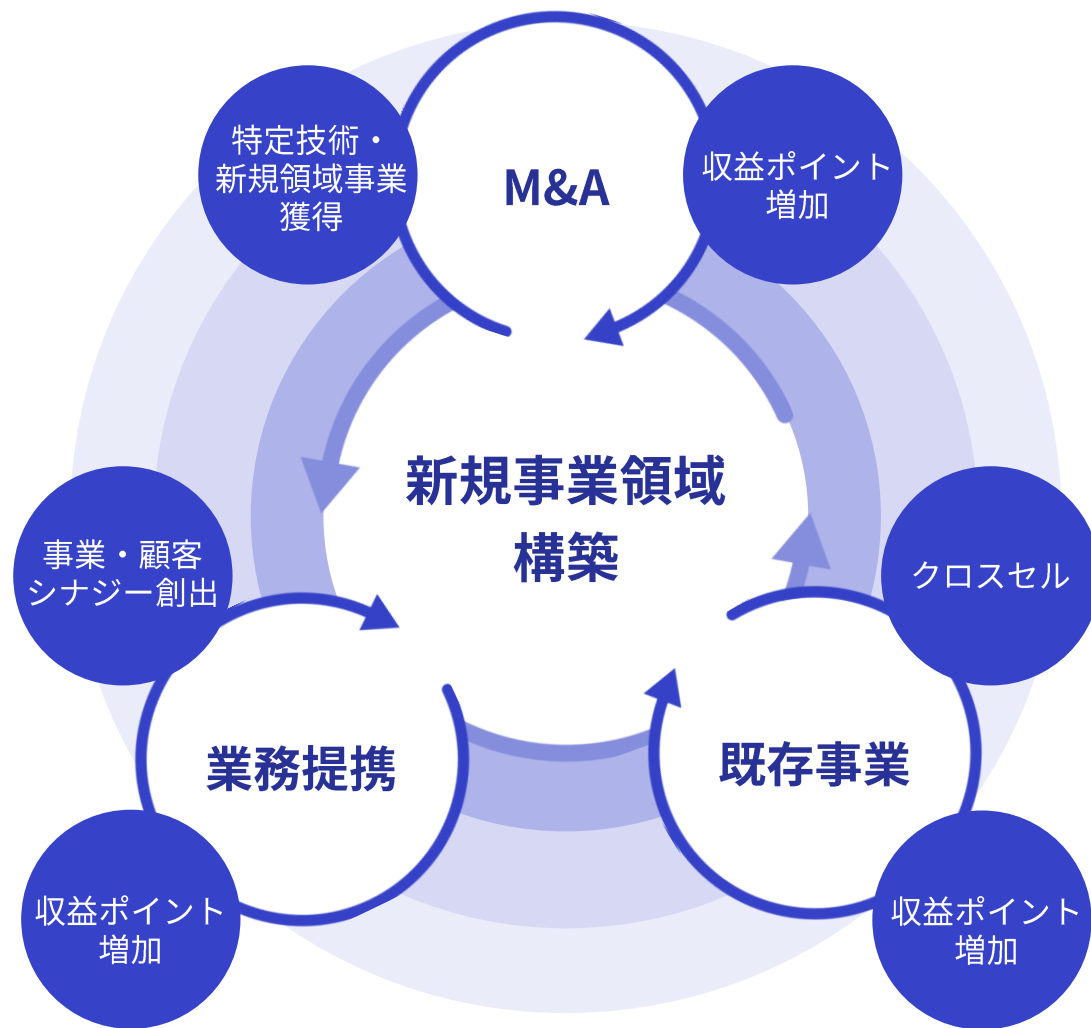 特定技術・
新規領域事業
獲得
M&A
収益ポイント
増加
新規事業領域
構築
事業・顧客
シナジー創出
クロスセル
業務提携
既存事業
収益ポイント
増加
収益ポイント
増加